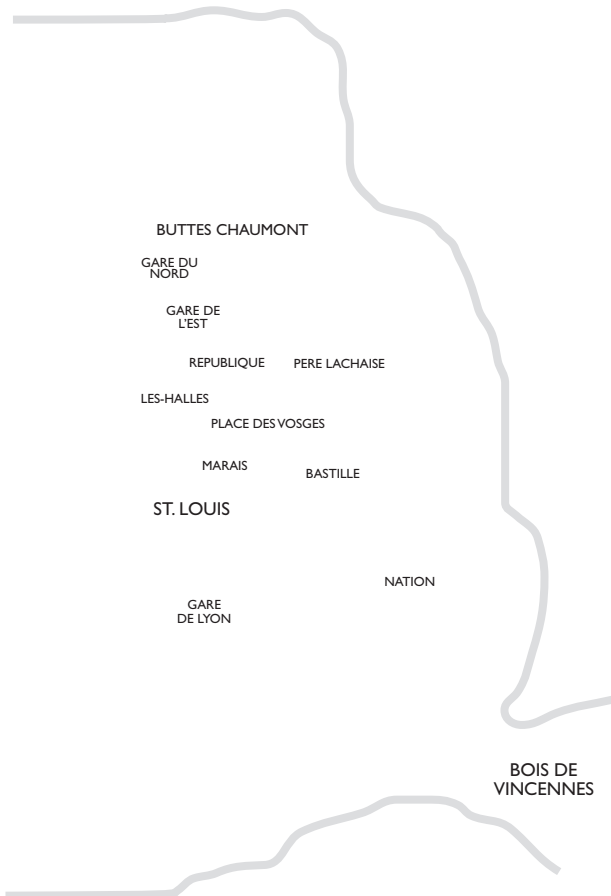 BUTTES CHAUMONT
GARE DU
NORD
GARE DE
L'EST
REPUBLIQUE
PERE LACHAISE
LES-HALLES
PLACE DES VOSGES
MARAIS
BASTILLE
ST. LOUIS
NATION
GARE
DE LYON
BOIS DE
VINCENNES